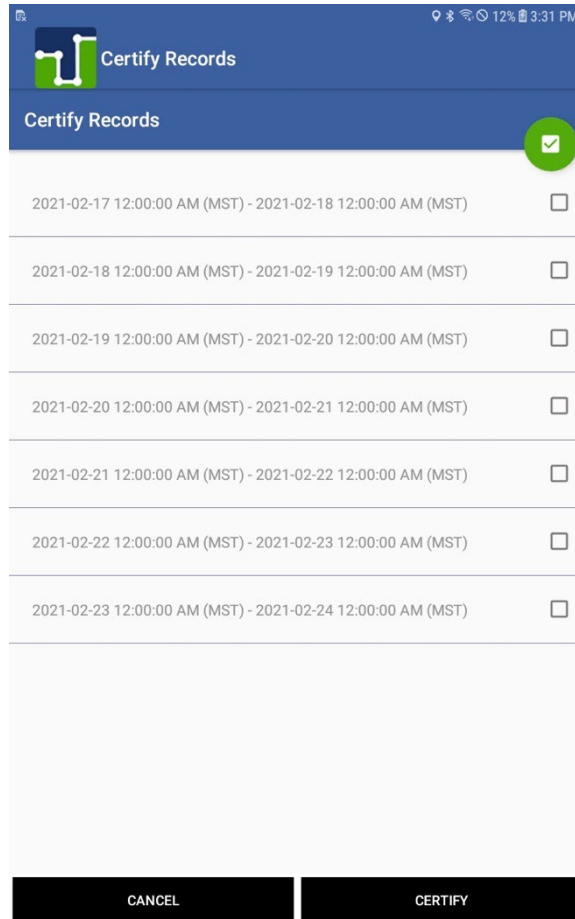 12% 3:31 PM
Certify Records
Certify Records
2021-02-17 12:00:00 AM (MST) - 2021-02-18 12:00:00 AM (MST)
2021-02-18 12:00:00 AM (MST) - 2021-02-19 12:00:00 AM (MST)
2021-02-19 12:00:00 AM (MST) - 2021-02-20 12:00:00 AM (MST)
2021-02-20 12:00:00 AM (MST) - 2021-02-21 12:00:00 AM (MST)
2021-02-21 12:00:00 AM (MST) - 2021-02-22 12:00:00 AM (MST)
2021-02-22 12:00:00 AM (MST) - 2021-02-23 12:00:00 AM (MST)
2021-02-23 12:00:00 AM (MST) - 2021-02-24 12:00:00 AM (MST)
CANCEL CERTIFY